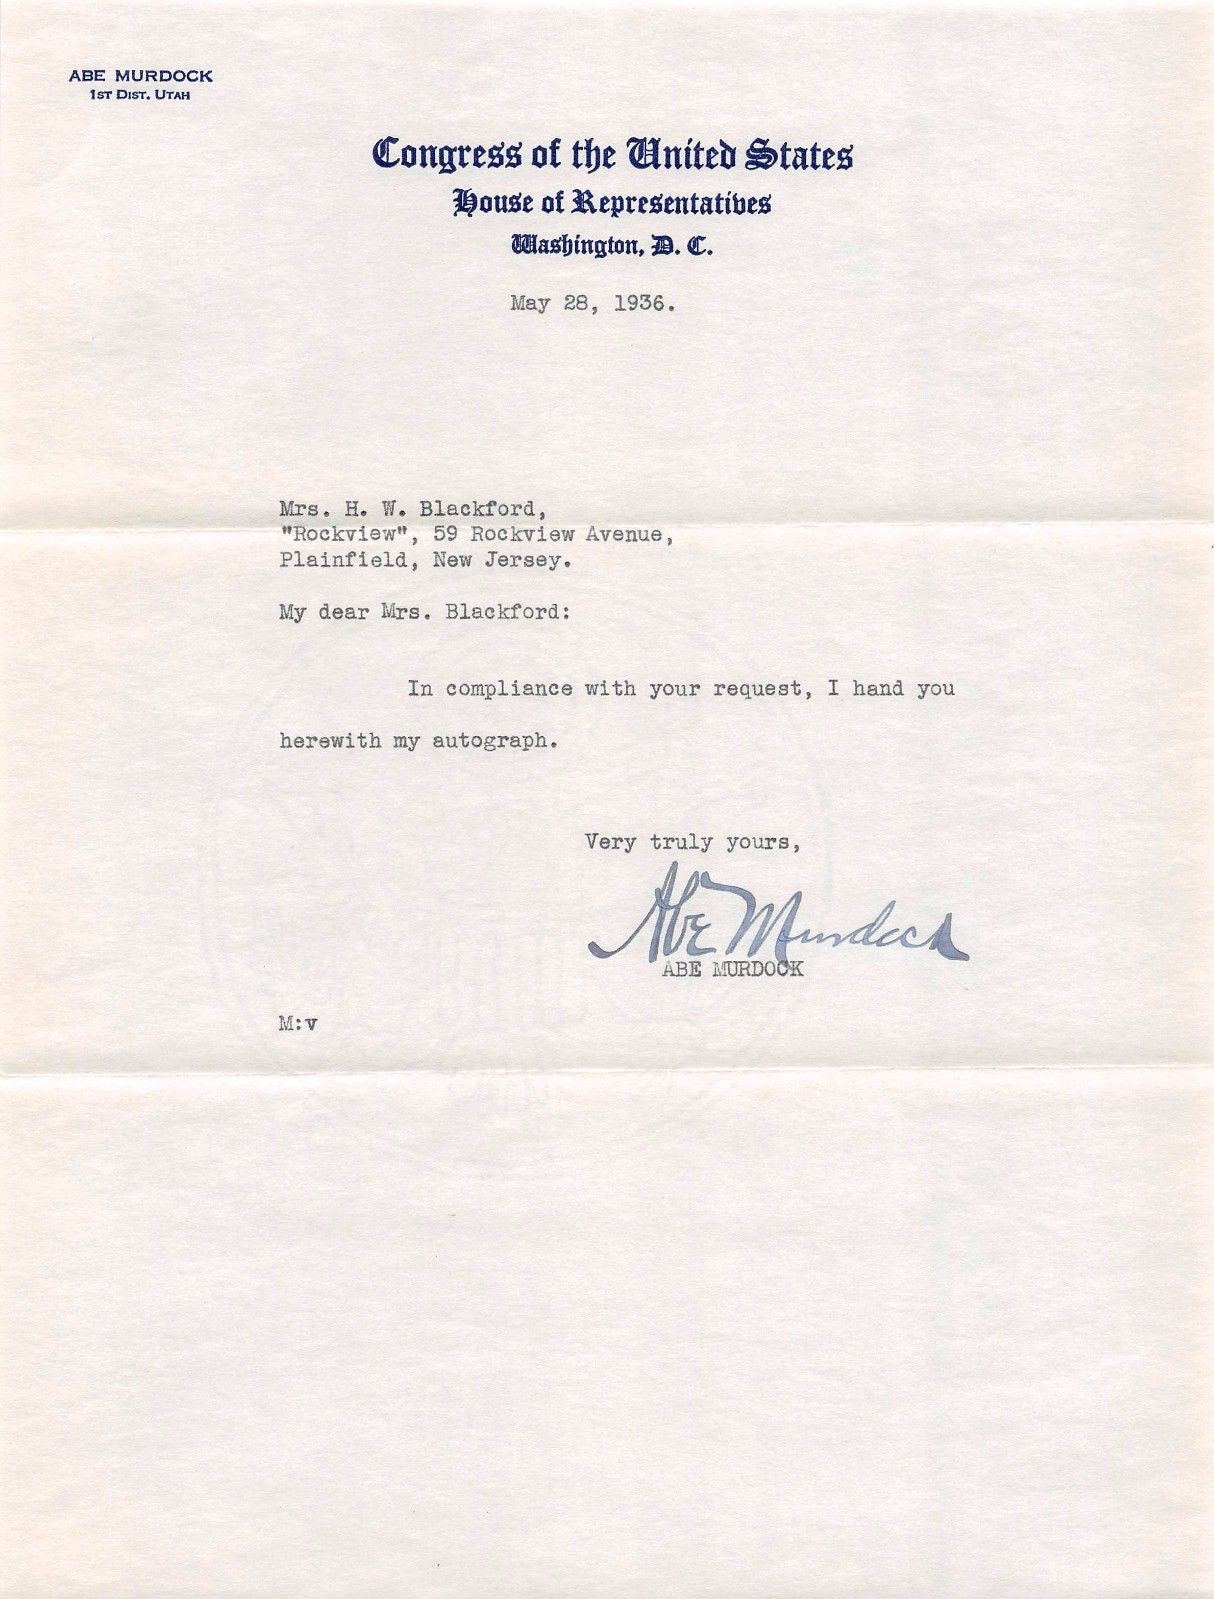 ABE MURDOCK
1ST DIST. UTAH
Congress of the United States
House of Representatives
Washington, D. C.
May 28, 1936.
Mrs. H. W. Blackford,
"Rockview", 59 Rockview Avenue,
Plainfield, New Jersey.
My dear Mrs. Blackford:
In compliance with your request, I hand you
herewith my autograph.
Very truly yours,
Abe Murdock
ABE MURDOCK
M:v